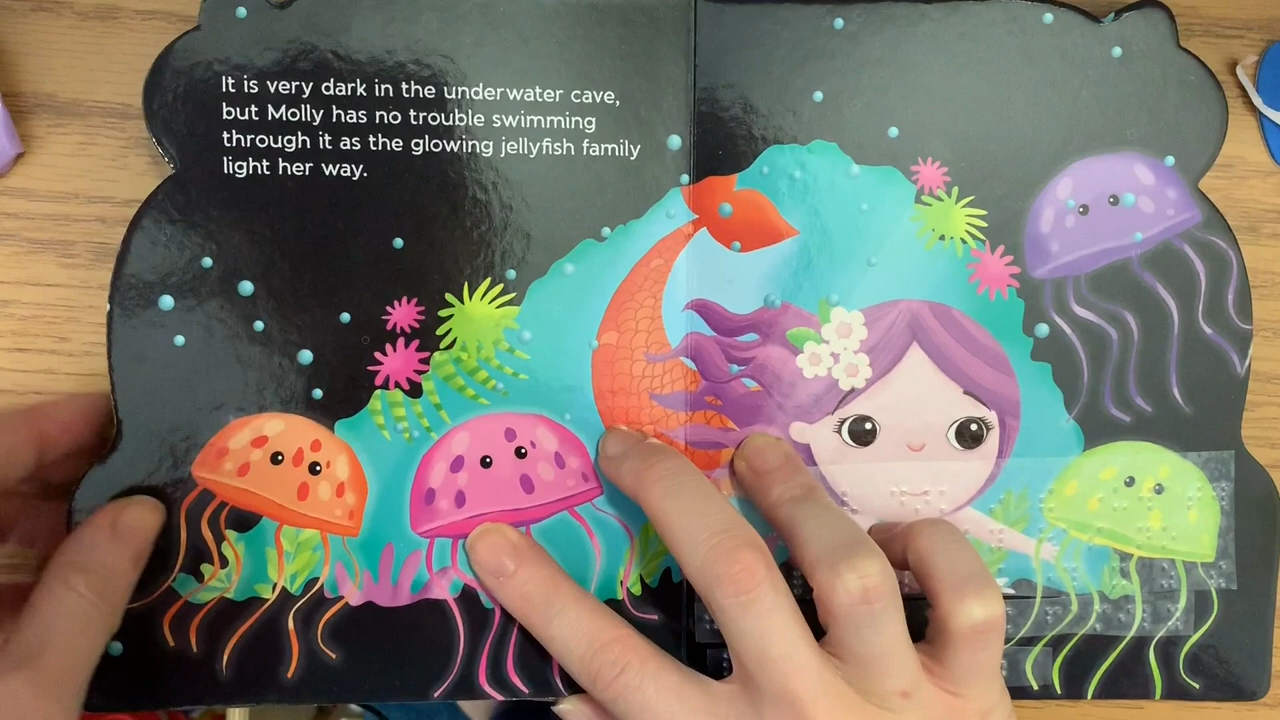 It is very dark in the underwater cave,
but Molly has no trouble swimming
through it as the glowing jellyfish family
light her way.